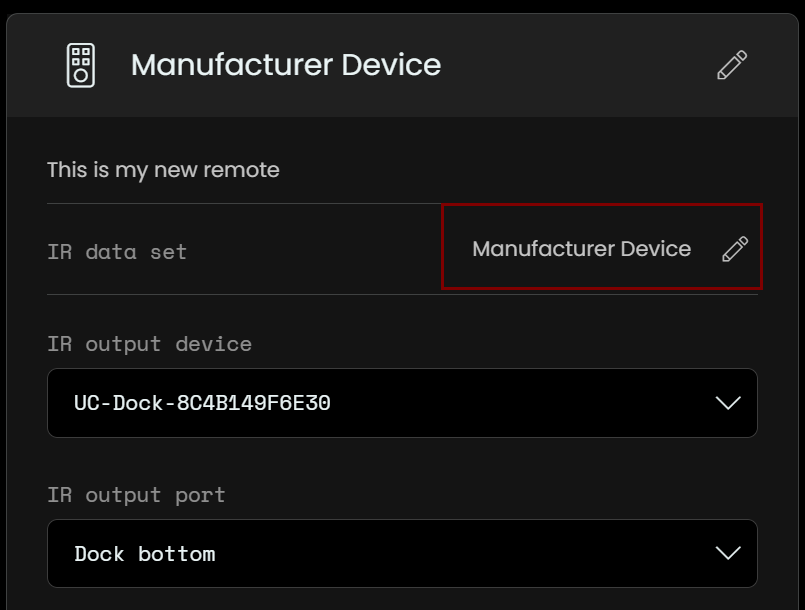 Manufacturer Device
This is my new remote
IR data set
Manufacturer Device
IR output device
UC-Dock-8C4B149F6E30
IR output port
Dock bottom